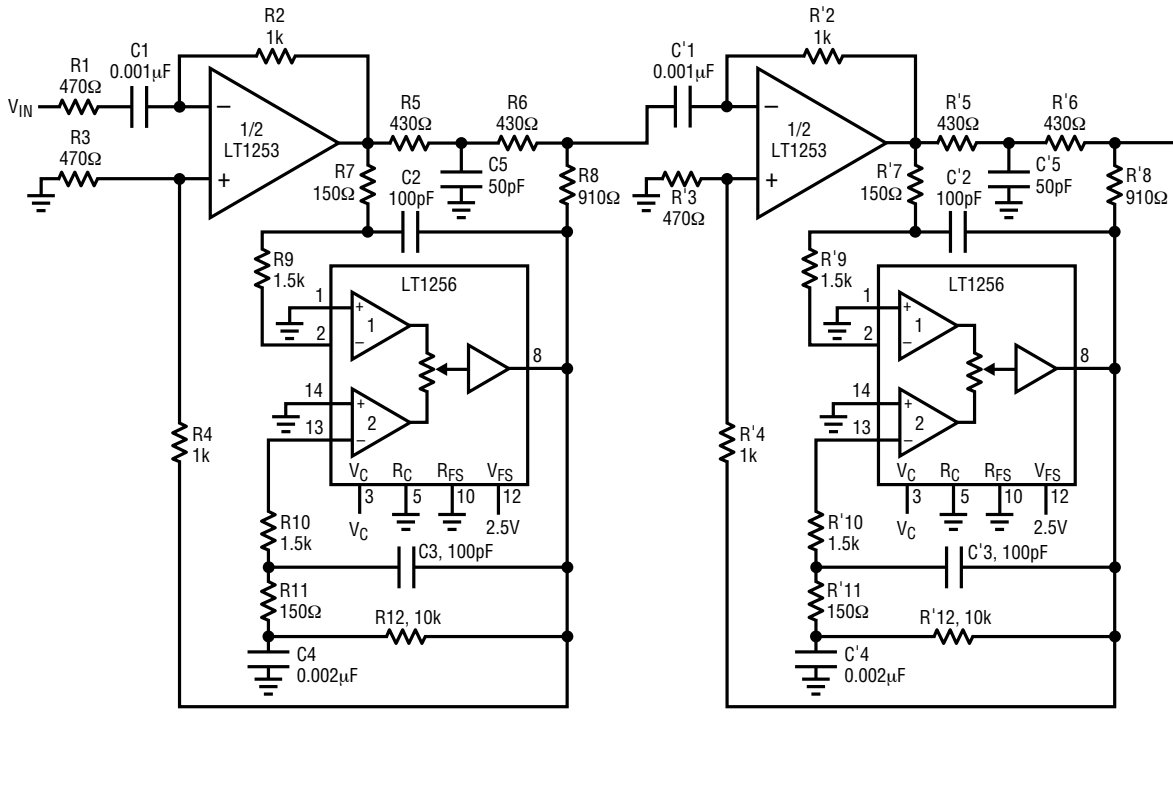 R2
1k
C1
0.001µF
R1
470Ω
VIN
R3
470Ω
–
+
1/2
LT1253
R5
430Ω
R6
430Ω
C5
50pF
R7
150Ω
C2
100pF
R8
910Ω
R9
1.5k
LT1256
1
2
+
–
1
8
14
13
+
–
2
VC
RC
RFS
VFS
3
5
10
12
VC
2.5V
R4
1k
R10
1.5k
C3, 100pF
R11
150Ω
R12, 10k
C4
0.002µF
R'2
1k
C'1
0.001µF
R'3
470Ω
–
+
1/2
LT1253
R'5
430Ω
R'6
430Ω
C'5
50pF
R'7
150Ω
C'2
100pF
R'8
910Ω
R'9
1.5k
LT1256
1
2
+
–
1
8
14
13
+
–
2
VC
RC
RFS
VFS
3
5
10
12
VC
2.5V
R'4
1k
R'10
1.5k
C'3, 100pF
R'11
150Ω
R'12, 10k
C'4
0.002µF